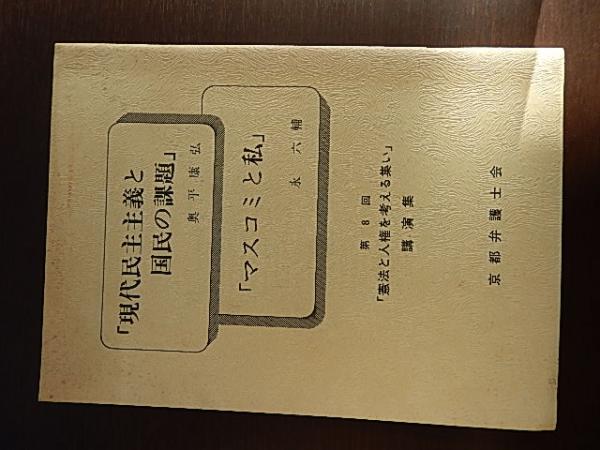 「現代民主主義と
国民の課題」
奥平康弘
「マスコミと私」
永六輔
第8回
「憲法と人権を考える集い」
講演集
京都弁護士会